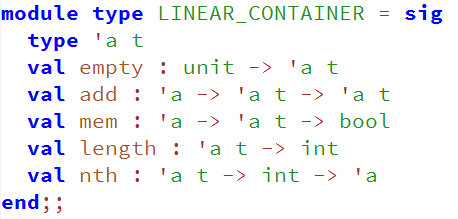 module type LINEAR_CONTAINER = sig
  type 'a t
  val empty : unit -> 'a t
  val add : 'a -> 'a t -> 'a t
  val mem : 'a -> 'a t -> bool
  val length : 'a t -> int
  val nth : 'a t -> int -> 'a
end;;